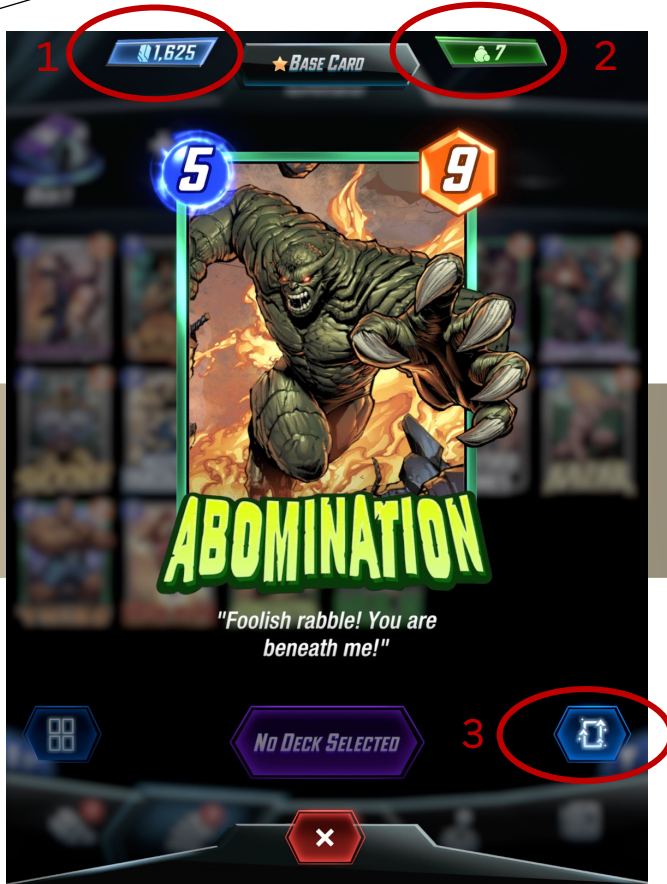 1
1,625
BASE CARD
7
2
5
9
ABOMINATION
"Foolish rabble! You are
beneath me!"
3
NO DECK SELECTED